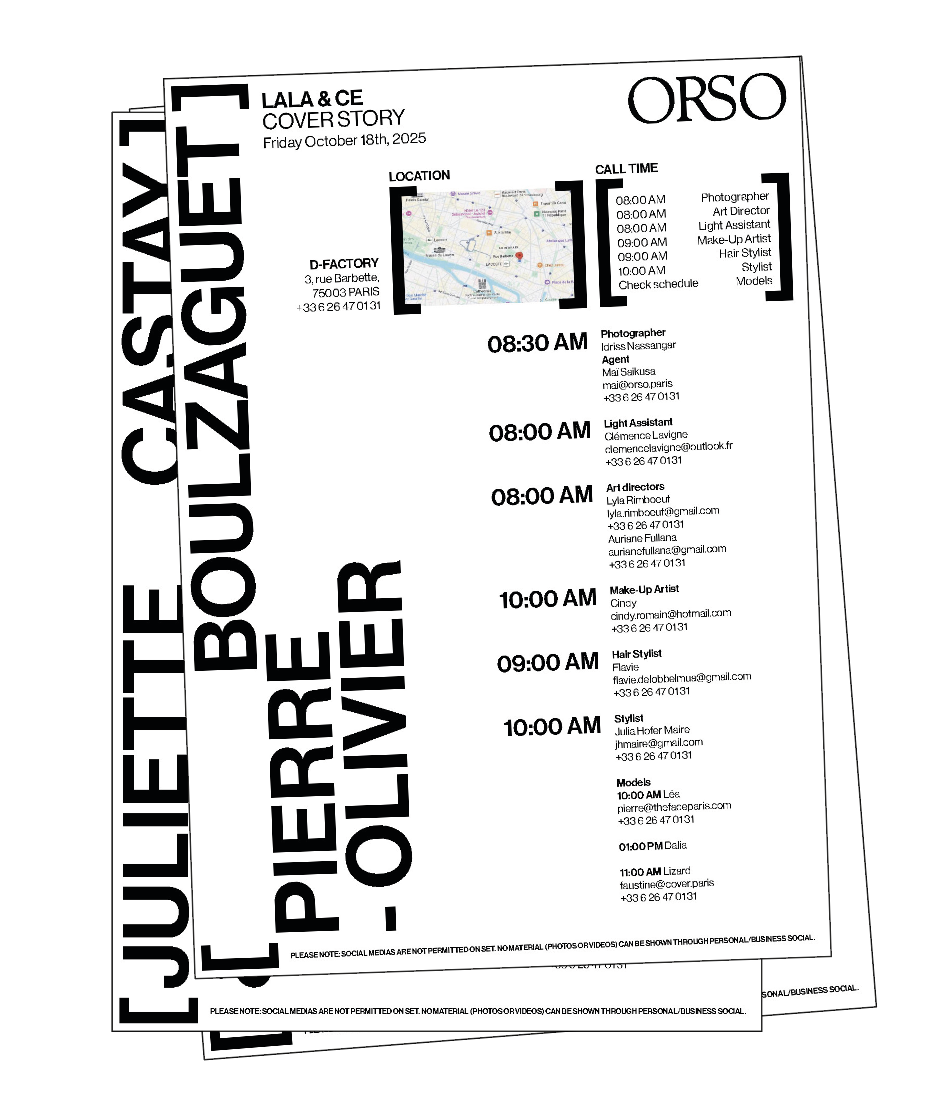 LALA & CE
COVER STORY
Friday October 18th, 2025
ORSO
[ PIERRE
- OLIVIER
BOULZAGUET ]
[ JULIETTE CASTAY ]
LOCATION
D-FACTORY
3, rue Barbette,
75003 PARIS
+33 6 26 47 01 31
CALL TIME
08:00 AM Photographer
08:00 AM Art Director
08:00 AM Light Assistant
09:00 AM Make-Up Artist
09:00 AM Hair Stylist
10:00 AM Stylist
Check schedule Models
08:30 AM
Photographer
Idriss Nassangar
Agent
Maï Saikusa
mai@orso.paris
+33 6 26 47 01 31
08:00 AM
Light Assistant
Clémence Lavigne
clemencelavigne@outlook.fr
+33 6 26 47 01 31
08:00 AM
Art directors
Lyla Rimboeuf
lyla.rimboeuf@gmail.com
+33 6 26 47 01 31
Auriane Fullana
aurianefullana@gmail.com
+33 6 26 47 01 31
10:00 AM
Make-Up Artist
Cindy
cindy.romain@hotmail.com
+33 6 26 47 01 31
09:00 AM
Hair Stylist
Flavie
flavie.delobbelmua@gmail.com
+33 6 26 47 01 31
10:00 AM
Stylist
Julia Hofer Maire
jhmaire@gmail.com
+33 6 26 47 01 31
Models
10:00 AM Léa
pierre@thefaceparis.com
+33 6 26 47 01 31
01:00 PM Dalia
11:00 AM Lizard
faustine@cover.paris
+33 6 26 47 01 31
PLEASE NOTE: SOCIAL MEDIAS ARE NOT PERMITTED ON SET. NO MATERIAL (PHOTOS OR VIDEOS) CAN BE SHOWN THROUGH PERSONAL/BUSINESS SOCIAL.
SONAL/BUSINESS SOCIAL.
PLEASE NOTE: SOCIAL MEDIAS ARE NOT PERMITTED ON SET. NO MATERIAL (PHOTOS OR VIDEOS) CAN BE SHOWN THROUGH PERSONAL/BUSINESS SOCIAL.